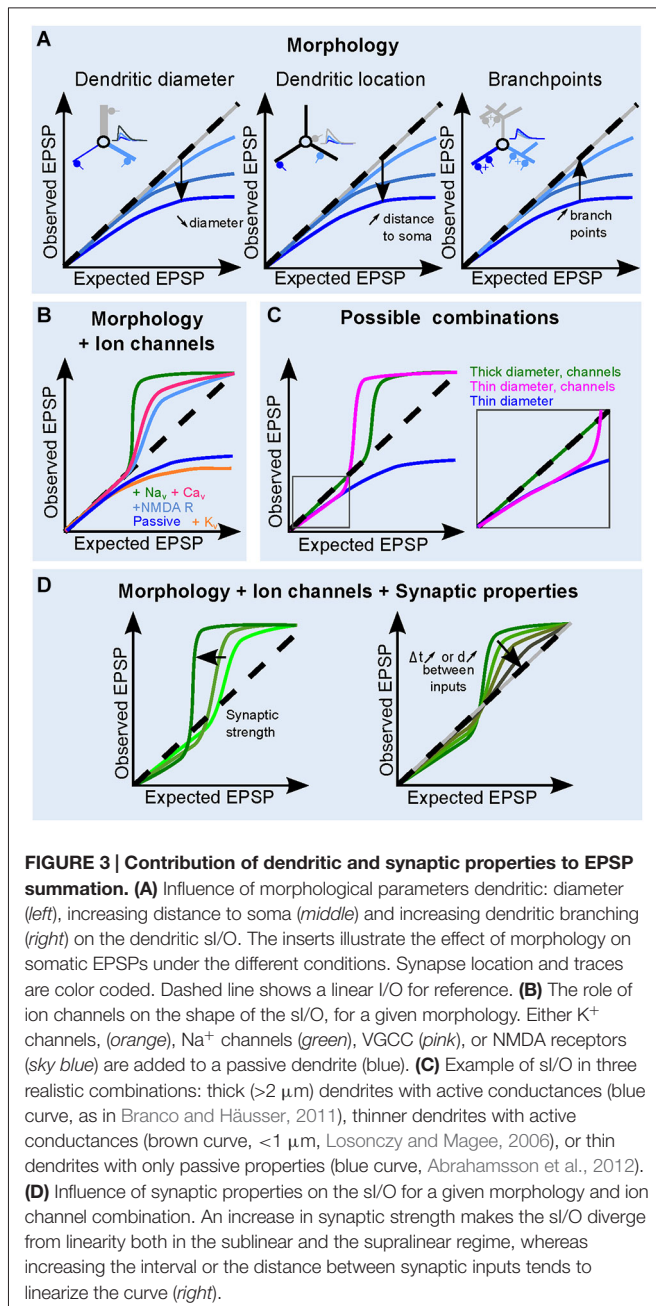 A
Morphology
Dendritic diameter
Dendritic location
Branchpoints
Observed EPSP
Expected EPSP
↘ diameter
Observed EPSP
Expected EPSP
↗ distance
to soma
Observed EPSP
Expected EPSP
↗ branch
points
B
Morphology
+ Ion channels
Observed EPSP
Expected EPSP
+ Nav + Cav
+NMDA R
Passive + Kv
C
Possible combinations
Observed EPSP
Expected EPSP
Thick diameter, channels
Thin diameter, channels
Thin diameter
D
Morphology + Ion channels + Synaptic properties
Observed EPSP
Expected EPSP
Synaptic
strength
Observed EPSP
Expected EPSP
Δt↗ or d↗
between
inputs
FIGURE 3 | Contribution of dendritic and synaptic properties to EPSP
summation. (A) Influence of morphological parameters dendritic: diameter
(left), increasing distance to soma (middle) and increasing dendritic branching
(right) on the dendritic sI/O. The inserts illustrate the effect of morphology on
somatic EPSPs under the different conditions. Synapse location and traces
are color coded. Dashed line shows a linear I/O for reference. (B) The role of
ion channels on the shape of the sI/O, for a given morphology. Either K+
channels, (orange), Na+ channels (green), VGCC (pink), or NMDA receptors
(sky blue) are added to a passive dendrite (blue). (C) Example of sI/O in three
realistic combinations: thick (>2 μm) dendrites with active conductances (blue
curve, as in Branco and Häusser, 2011), thinner dendrites with active
conductances (brown curve, <1 μm, Losonczy and Magee, 2006), or thin
dendrites with only passive properties (blue curve, Abrahamsson et al., 2012).
(D) Influence of synaptic properties on the sI/O for a given morphology and ion
channel combination. An increase in synaptic strength makes the sI/O diverge
from linearity both in the sublinear and the supralinear regime, whereas
increasing the interval or the distance between synaptic inputs tends to
linearize the curve (right).